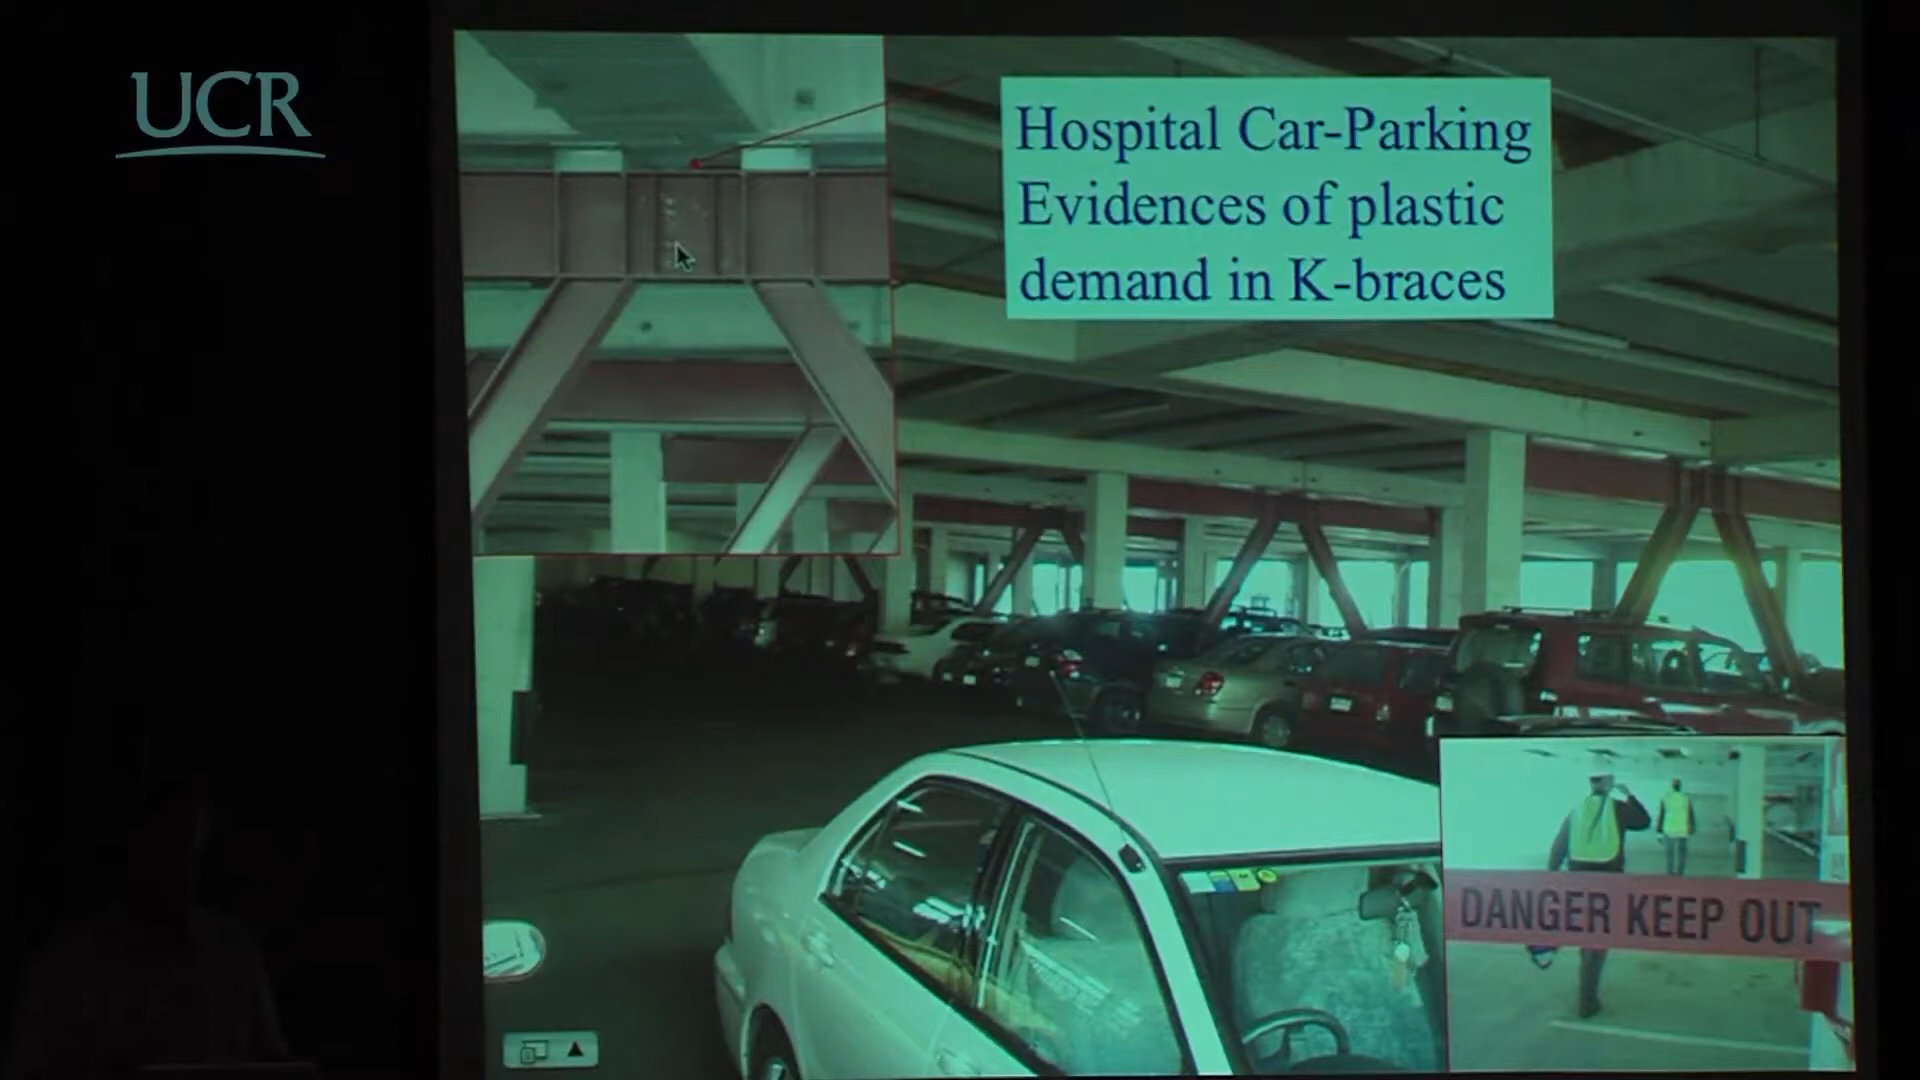 UCR
Hospital Car-Parking
Evidences of plastic
demand in K-braces
DANGER KEEP OUT